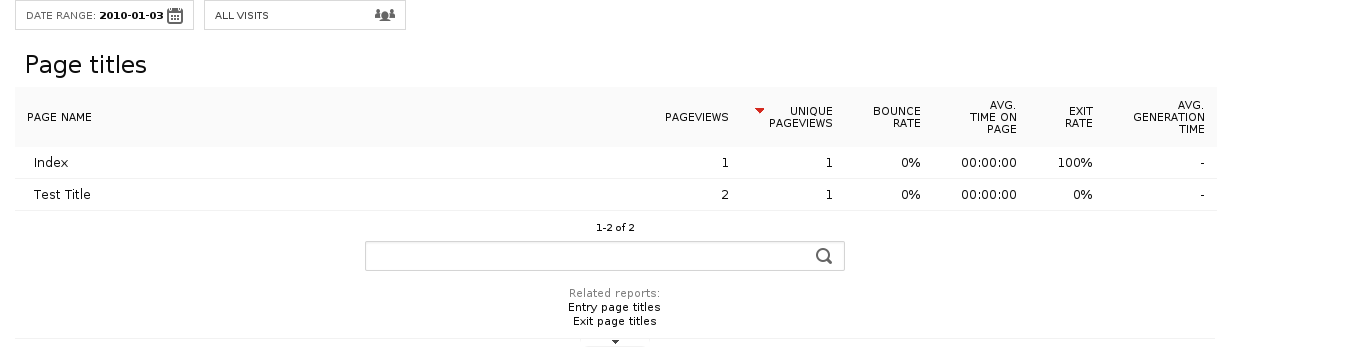 DATE RANGE: 2010-01-03 ALL VISITS
Page titles
PAGE NAME PAGEVIEWS UNIQUE PAGEVIEWS BOUNCE RATE AVG. TIME ON PAGE EXIT RATE AVG. GENERATION TIME
Index 1 1 0% 00:00:00 100% -
Test Title 2 1 0% 00:00:00 0% -
1-2 of 2
Related reports:
Entry page titles
Exit page titles